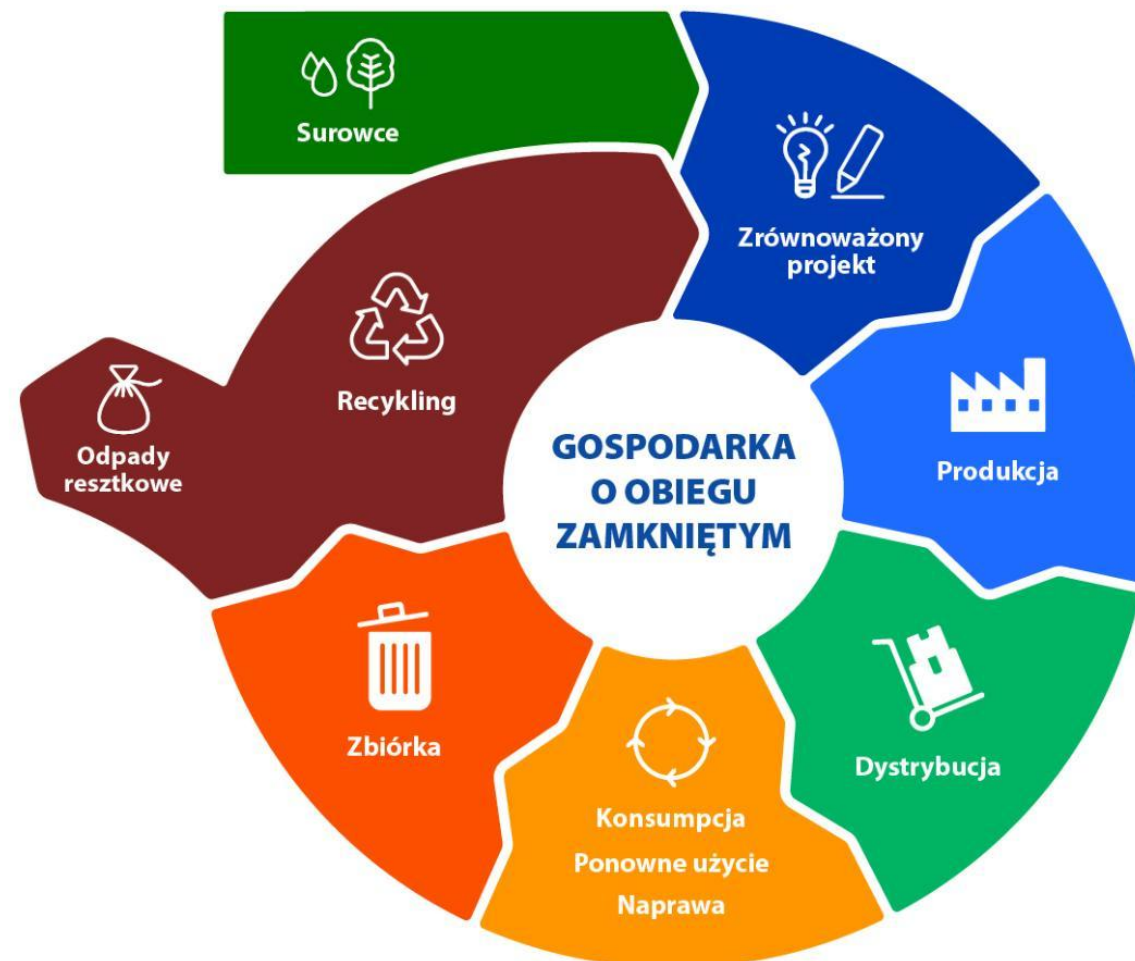 Surowce
Zrównoważony
projekt
Produkcja
Dystrybucja
Konsumpcja
Ponowne użycie
Naprawa
Zbiórka
Recykling
Odpady
resztkowe
GOSPODARKA
O OBIEGU
ZAMKNIĘTYM